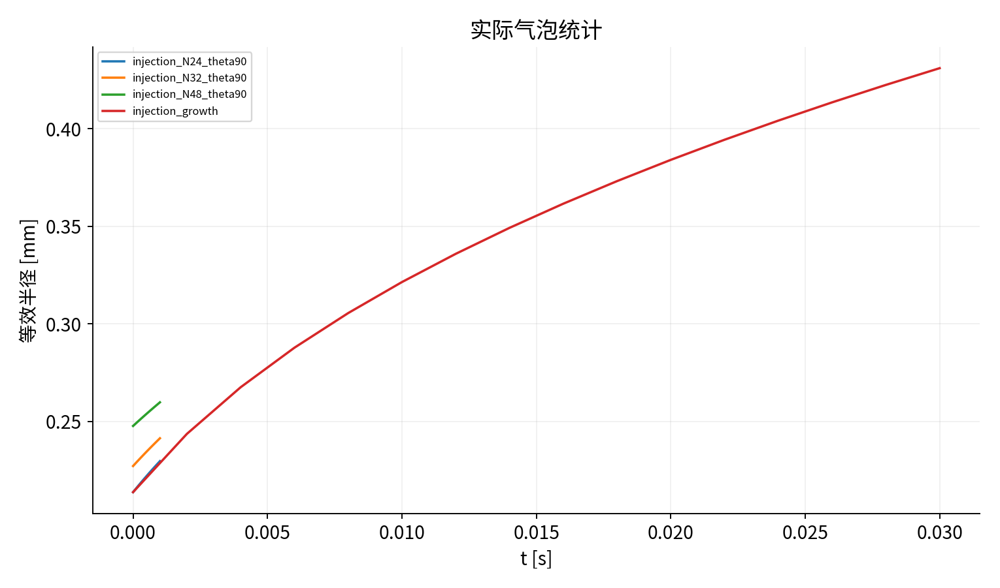 实际气泡统计
injection_N24_theta90
injection_N32_theta90
injection_N48_theta90
injection_growth
等效半径 [mm]
0.40
0.35
0.30
0.25
0.000 0.005 0.010 0.015 0.020 0.025 0.030
t [s]